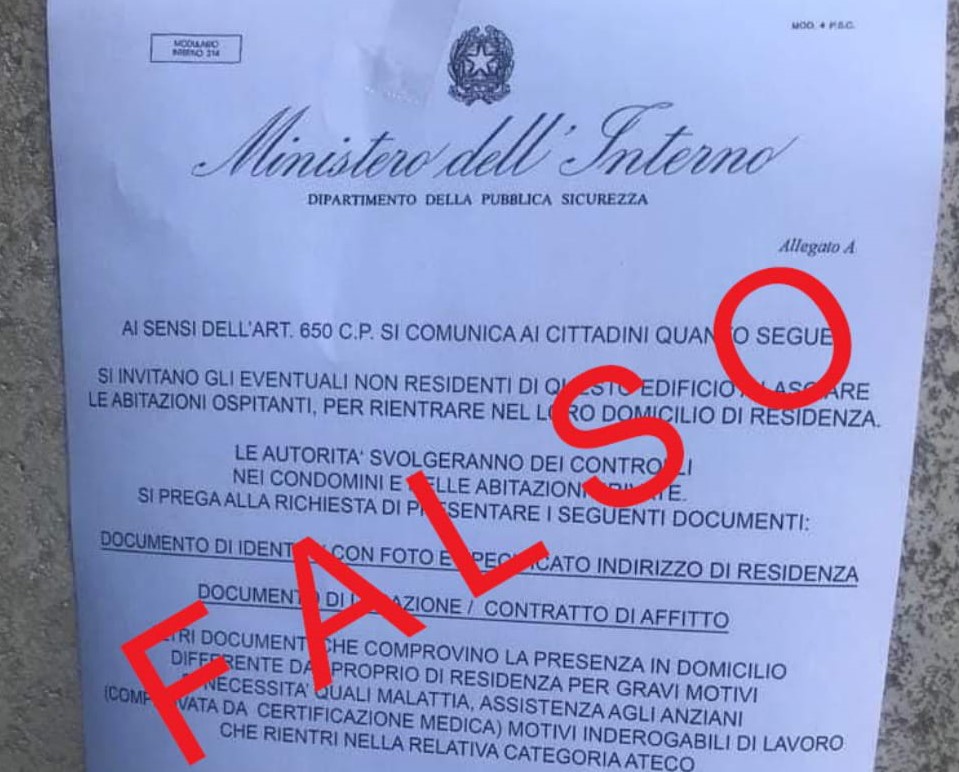 MODULARIO
INTERNO 314
MOD. 4 P.S.C.
Ministero dell'Interno
DIPARTIMENTO DELLA PUBBLICA SICUREZZA
Allegato A
AI SENSI DELL'ART. 650 C.P. SI COMUNICA AI CITTADINI QUANTO SEGUE
SI INVITANO GLI EVENTUALI NON RESIDENTI DI QUESTO EDIFICIO A LASCIARE
LE ABITAZIONI OSPITANTI, PER RIENTRARE NEL LORO DOMICILIO DI RESIDENZA.
LE AUTORITA' SVOLGERANNO DEI CONTROLLI
NEI CONDOMINI E NELLE ABITAZIONI PRIVATE.
SI PREGA ALLA RICHIESTA DI PRESENTARE I SEGUENTI DOCUMENTI:
DOCUMENTO DI IDENTITA' CON FOTO E SPECIFICATO INDIRIZZO DI RESIDENZA
DOCUMENTO DI LOCAZIONE / CONTRATTO DI AFFITTO
ALTRI DOCUMENTI CHE COMPROVINO LA PRESENZA IN DOMICILIO
DIFFERENTE DAL PROPRIO DI RESIDENZA PER GRAVI MOTIVI
NECESSITA' QUALI MALATTIA, ASSISTENZA AGLI ANZIANI
(COMPROVATA DA CERTIFICAZIONE MEDICA) MOTIVI INDEROGABILI DI LAVORO
CHE RIENTRI NELLA RELATIVA CATEGORIA ATECO
FALSO